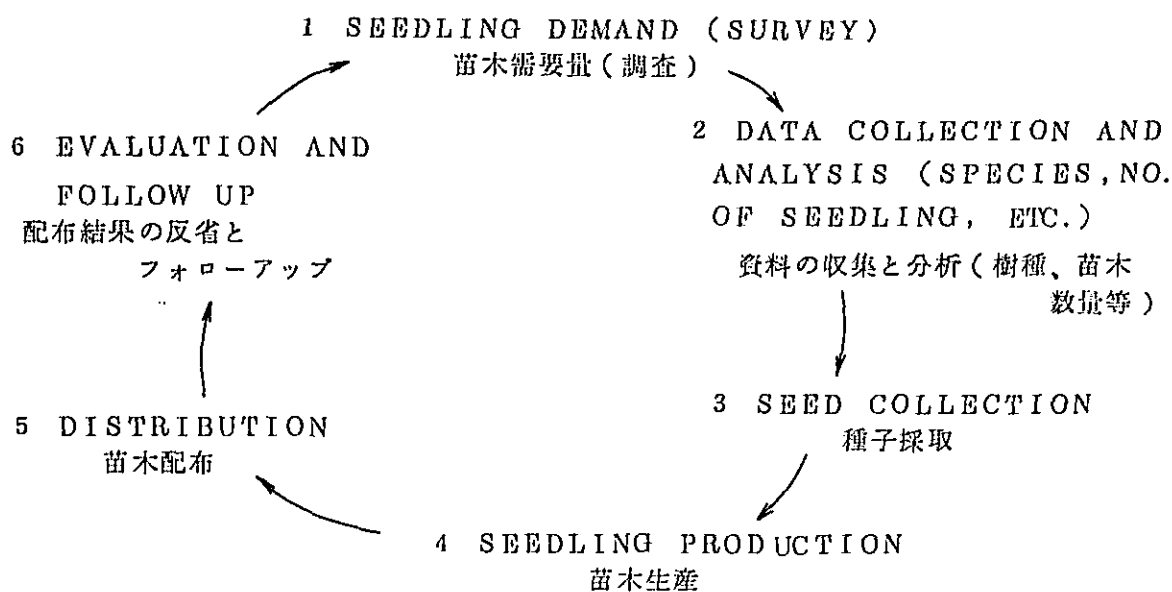 1 SEEDLING DEMAND (SURVEY)
苗木需要量(調査)
2 DATA COLLECTION AND
ANALYSIS (SPECIES, NO.
OF SEEDLING, ETC.)
資料の収集と分析(樹種、苗木
数量等)
3 SEED COLLECTION
種子採取
4 SEEDLING PRODUCTION
苗木生産
5 DISTRIBUTION
苗木配布
6 EVALUATION AND
FOLLOW UP
配布結果の反省と
フォローアップ